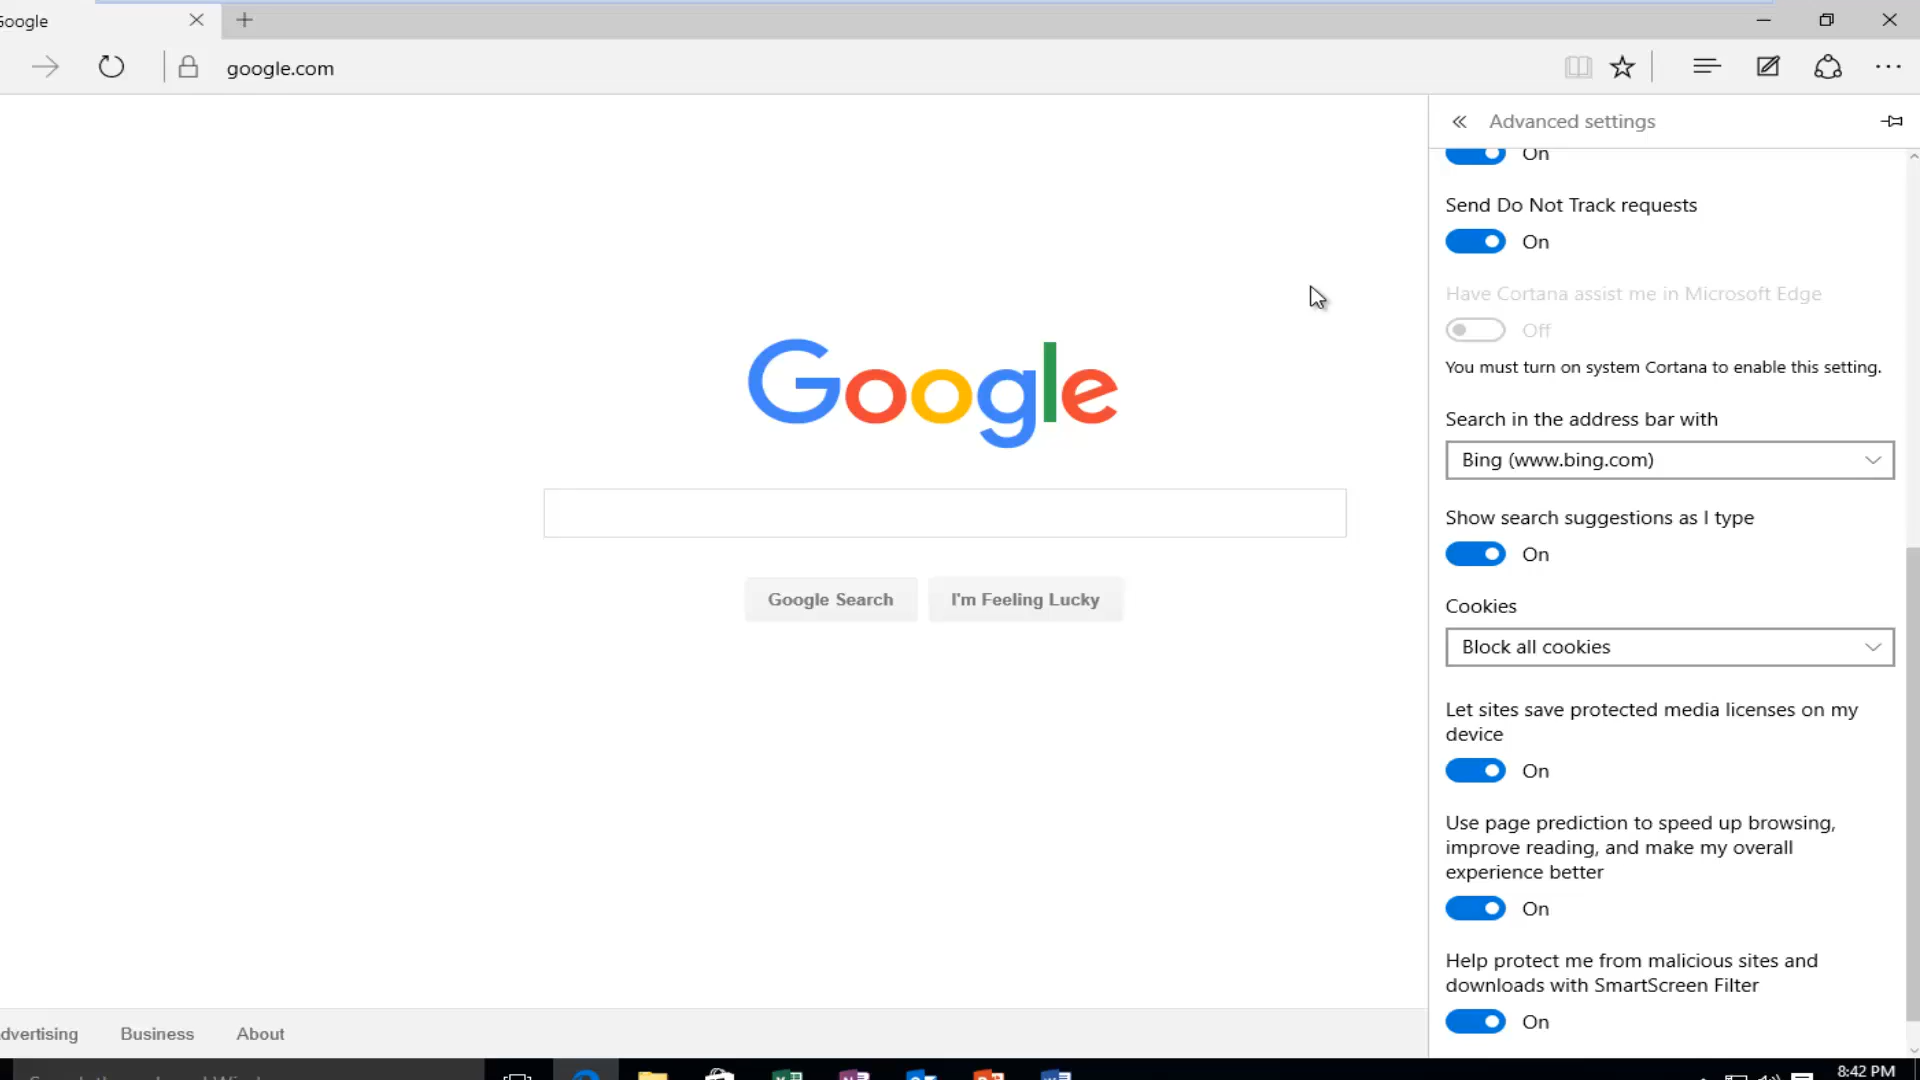 Google
google.com
Advanced settings
On
Send Do Not Track requests
On
Have Cortana assist me in Microsoft Edge
Off
You must turn on system Cortana to enable this setting.
Search in the address bar with
Bing (www.bing.com)
Show search suggestions as I type
On
Cookies
Block all cookies
Let sites save protected media licenses on my
device
On
Use page prediction to speed up browsing,
improve reading, and make my overall
experience better
On
Help protect me from malicious sites and
downloads with SmartScreen Filter
On
Google
Google Search
I'm Feeling Lucky
dvertising
Business
About
8:42 PM